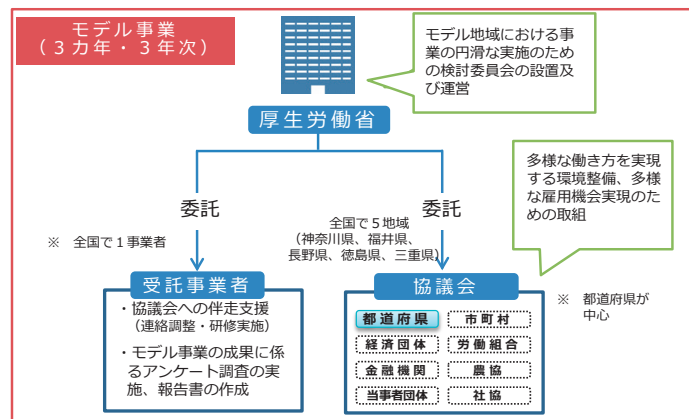 モデル事業
（３カ年・３年次）
モデル地域における事
業の円滑な実施のため
の検討委員会の設置及
び運営
厚生労働省
多様な働き方を実現
する環境整備、多様
な雇用機会実現のた
めの取組
委託
委託
※　全国で１事業者
全国で５地域
（神奈川県、福井県、
長野県、徳島県、三重県）
受託事業者
・協議会への伴走支援
（連絡調整・研修実施）
・モデル事業の成果に係
るアンケート調査の実
施、報告書の作成
協議会
※　都道府県が
中心
都道府県
市町村
経済団体
労働組合
金融機関
農協
当事者団体
社協